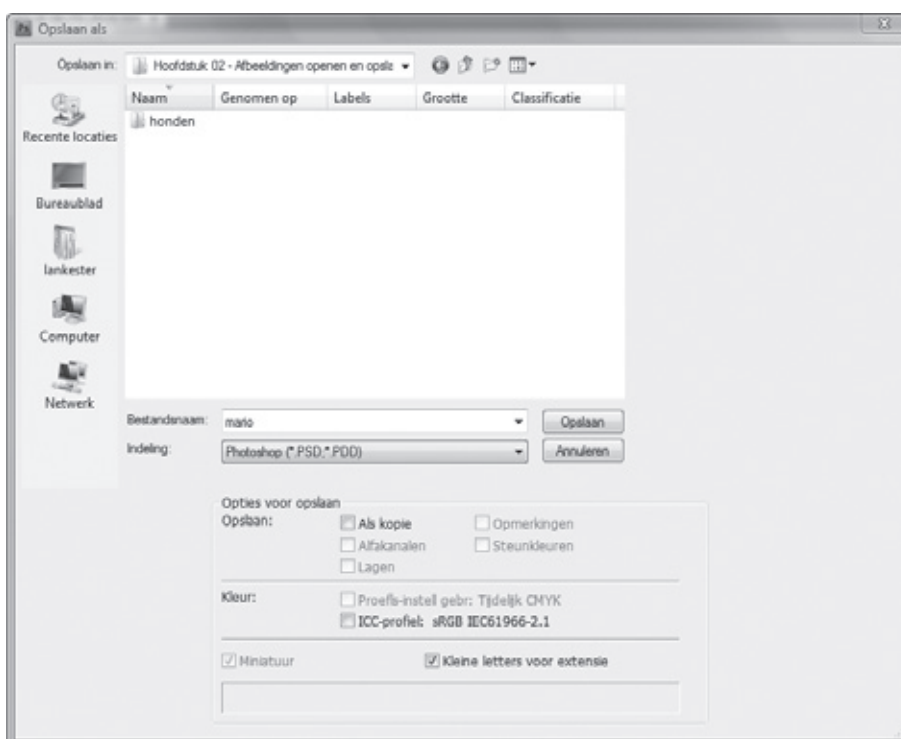 Opslaan als
Opslaan in: Hoofdstuk 02 - Afbeeldingen openen en opsla
Naam Genomen op Labels Grootte Classificatie
honden
Recente locaties
Bureaublad
lankester
Computer
Netwerk
Bestandsnaam: mario Opslaan
Indeling: Photoshop (*.PSD;*.PDD) Annuleren
Opties voor opslaan
Opslaan: Als kopie Opmerkingen
Alfakanalen Steunkleuren
Lagen
Kleur: Proefs-instell gebr: Tijdelijk CMYK
ICC-profiel: sRGB IEC61966-2.1
Miniatuur Kleine letters voor extensie